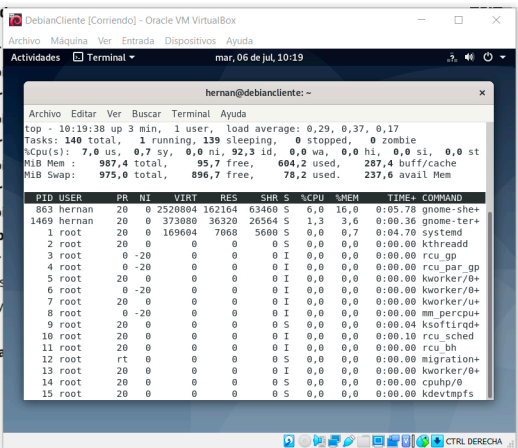 DebianCliente [Corriendo] - Oracle VM VirtualBox
Archivo Máquina Ver Entrada Dispositivos Ayuda
Actividades Terminal mar, 06 de jul, 10:19
hernan@debiancliente: ~
Archivo Editar Ver Buscar Terminal Ayuda
top - 10:19:38 up 3 min, 1 user, load average: 0,29, 0,37, 0,17
Tasks: 140 total, 1 running, 139 sleeping, 0 stopped, 0 zombie
%Cpu(s): 7,0 us, 0,7 sy, 0,0 ni, 92,3 id, 0,0 wa, 0,0 hi, 0,0 si, 0,0 st
MiB Mem : 987,4 total, 95,7 free, 604,2 used, 287,4 buff/cache
MiB Swap: 975,0 total, 896,7 free, 78,2 used. 237,6 avail Mem
PID USER PR NI VIRT RES SHR S %CPU %MEM TIME+ COMMAND
863 hernan 20 0 2520804 162164 63460 S 6,0 16,0 0:05.78 gnome-she+
1469 hernan 20 0 373080 36320 26564 S 1,3 3,6 0:00.36 gnome-ter+
1 root 20 0 169604 7068 5600 S 0,0 0,7 0:04.70 systemd
2 root 20 0 0 0 0 S 0,0 0,0 0:00.00 kthreadd
3 root 0 -20 0 0 0 I 0,0 0,0 0:00.00 rcu_gp
4 root 0 -20 0 0 0 I 0,0 0,0 0:00.00 rcu_par_gp
5 root 20 0 0 0 0 I 0,0 0,0 0:00.00 kworker/0+
6 root 0 -20 0 0 0 I 0,0 0,0 0:00.00 kworker/0+
7 root 20 0 0 0 0 I 0,0 0,0 0:00.00 kworker/u+
8 root 0 -20 0 0 0 I 0,0 0,0 0:00.00 mm_percpu+
9 root 20 0 0 0 0 S 0,0 0,0 0:00.04 ksoftirqd+
10 root 20 0 0 0 0 I 0,0 0,0 0:00.10 rcu_sched
11 root 20 0 0 0 0 I 0,0 0,0 0:00.00 rcu_bh
12 root rt 0 0 0 0 S 0,0 0,0 0:00.00 migration+
13 root 20 0 0 0 0 I 0,0 0,0 0:00.00 kworker/0+
14 root 20 0 0 0 0 S 0,0 0,0 0:00.00 cpuhp/0
15 root 20 0 0 0 0 S 0,0 0,0 0:00.00 kdevtmpfs
CTRL DERECHA